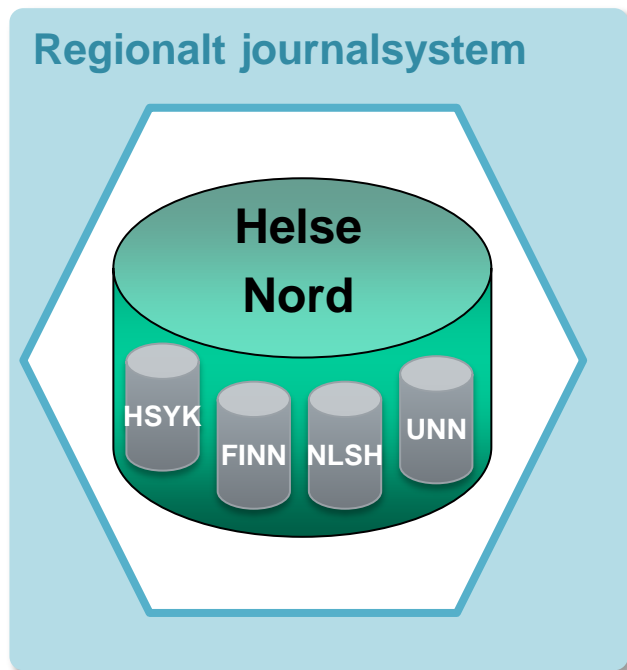 Regionalt journalsystem
Helse
Nord
HSYK
FINN
NLSH
UNN